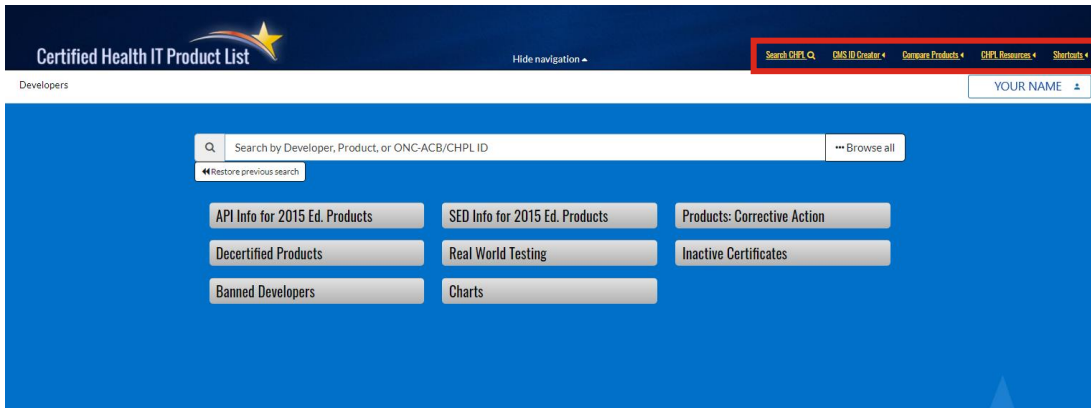 Certified Health IT Product List
Hide navigation
Search CHPL
CMS ID Creator
Compare Products
CHPL Resources
Shortcuts
Developers
YOUR NAME
Search by Developer, Product, or ONC-ACB/CHPL ID
Browse all
Restore previous search
API Info for 2015 Ed. Products
SED Info for 2015 Ed. Products
Products: Corrective Action
Decertified Products
Real World Testing
Inactive Certificates
Banned Developers
Charts